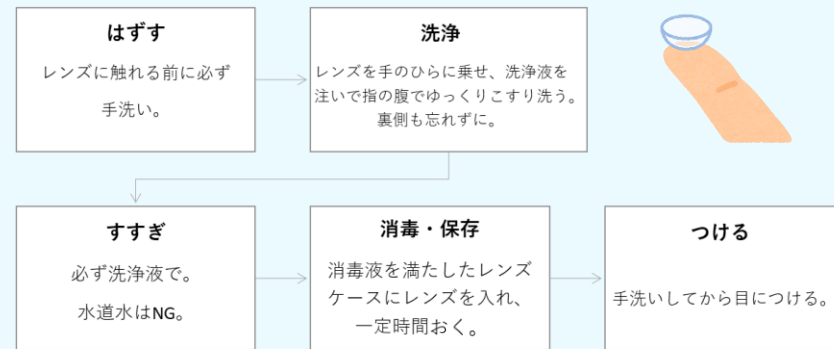 はずす
レンズに触れる前に必ず
手洗い。
洗浄
レンズを手のひらに乗せ、洗浄液を
注いで指の腹でゆっくりこすり洗う。
裏側も忘れずに。
すすぎ
必ず洗浄液で。
水道水はNG。
消毒・保存
消毒液を満たしたレンズ
ケースにレンズを入れ、
一定時間おく。
つける
手洗いしてから目につける。